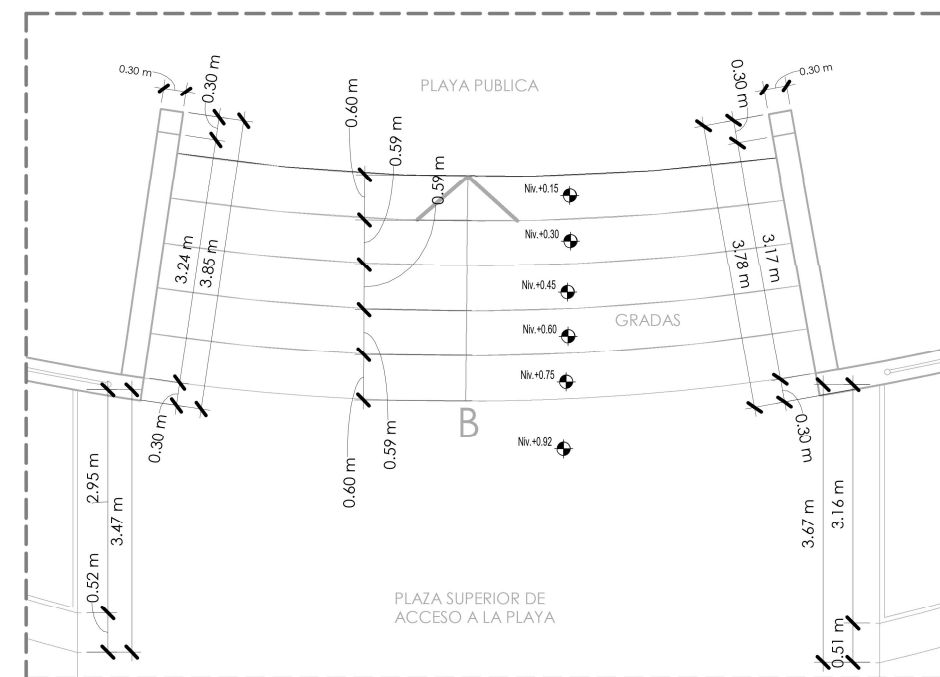 0.30 m
0.30 m
PLAYA PUBLICA
0.60 m
0.59 m
0.59 m
0.30 m
0.30 m
Niv.+0.15
Niv.+0.30
3.24 m
3.85 m
3.78 m
3.17 m
Niv.+0.45
GRADAS
Niv.+0.60
Niv.+0.75
B
Niv.+0.92
0.30 m
0.60 m
0.59 m
0.30 m
2.95 m
3.47 m
0.52 m
3.67 m
3.16 m
0.51 m
PLAZA SUPERIOR DE
ACCESO A LA PLAYA